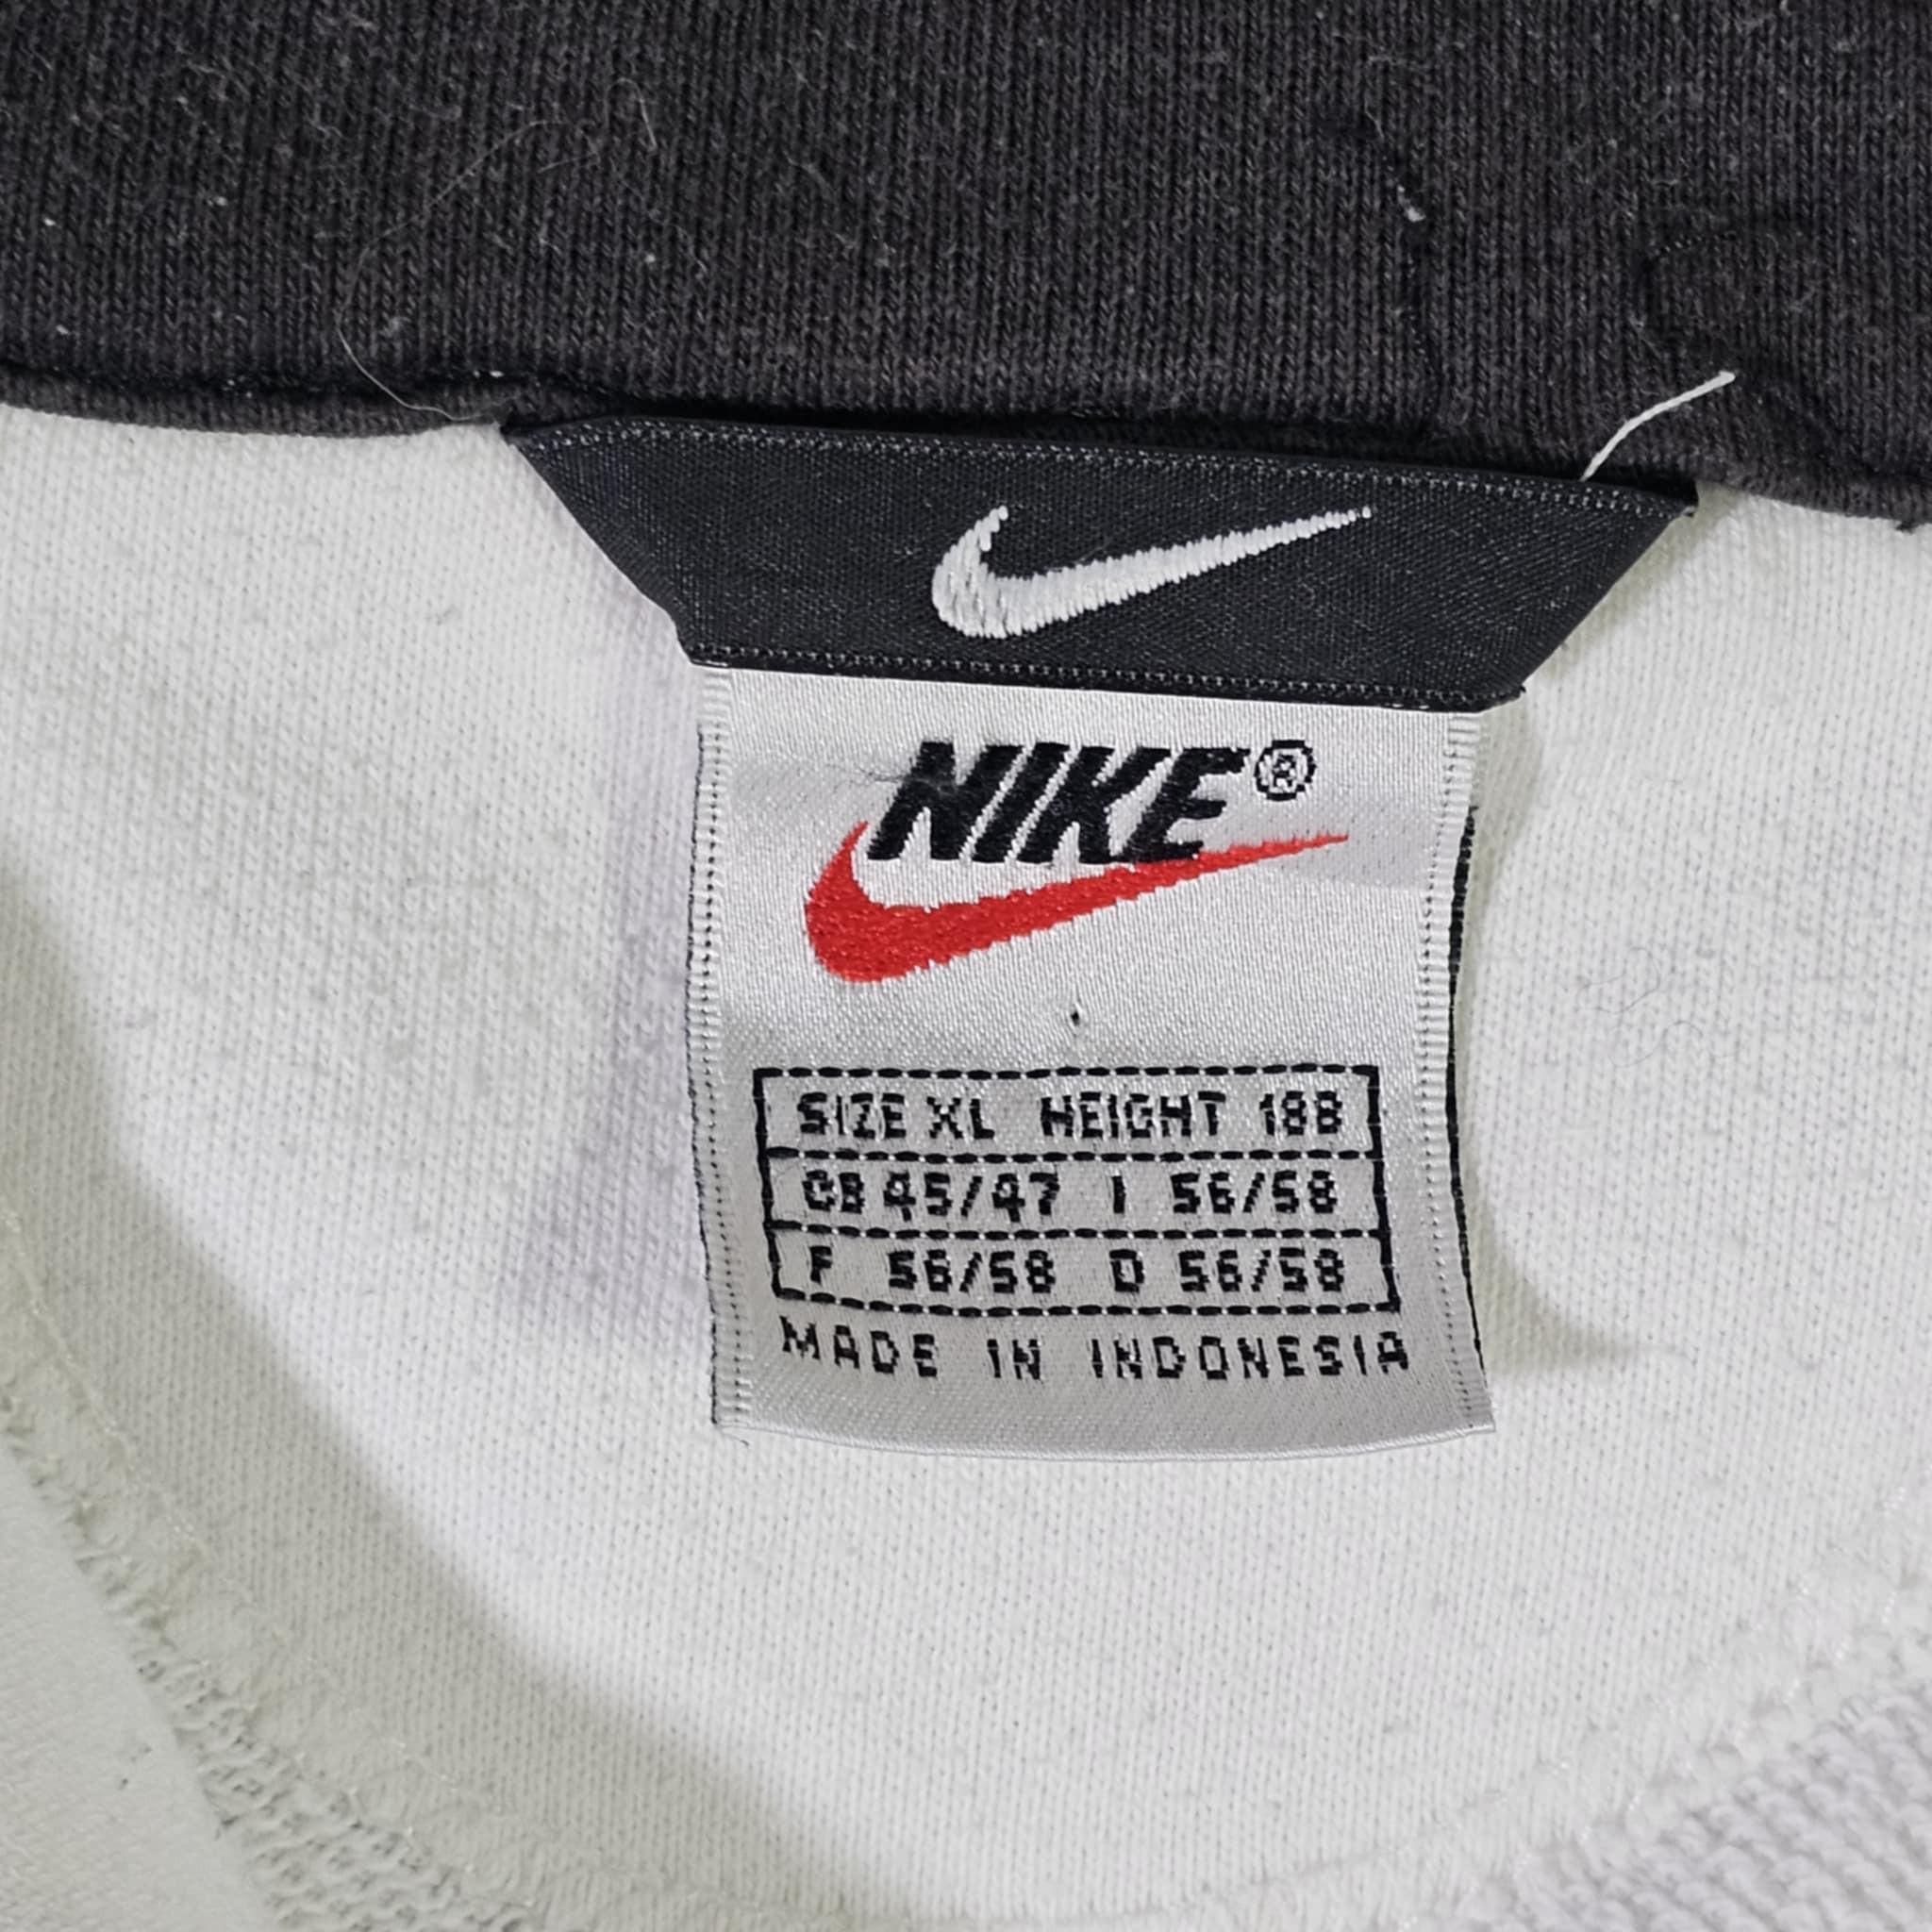 NIKE®
SIZE XL HEIGHT 188
GB 45/47 I 56/58
F 56/58 D 56/58
MADE IN INDONESIA